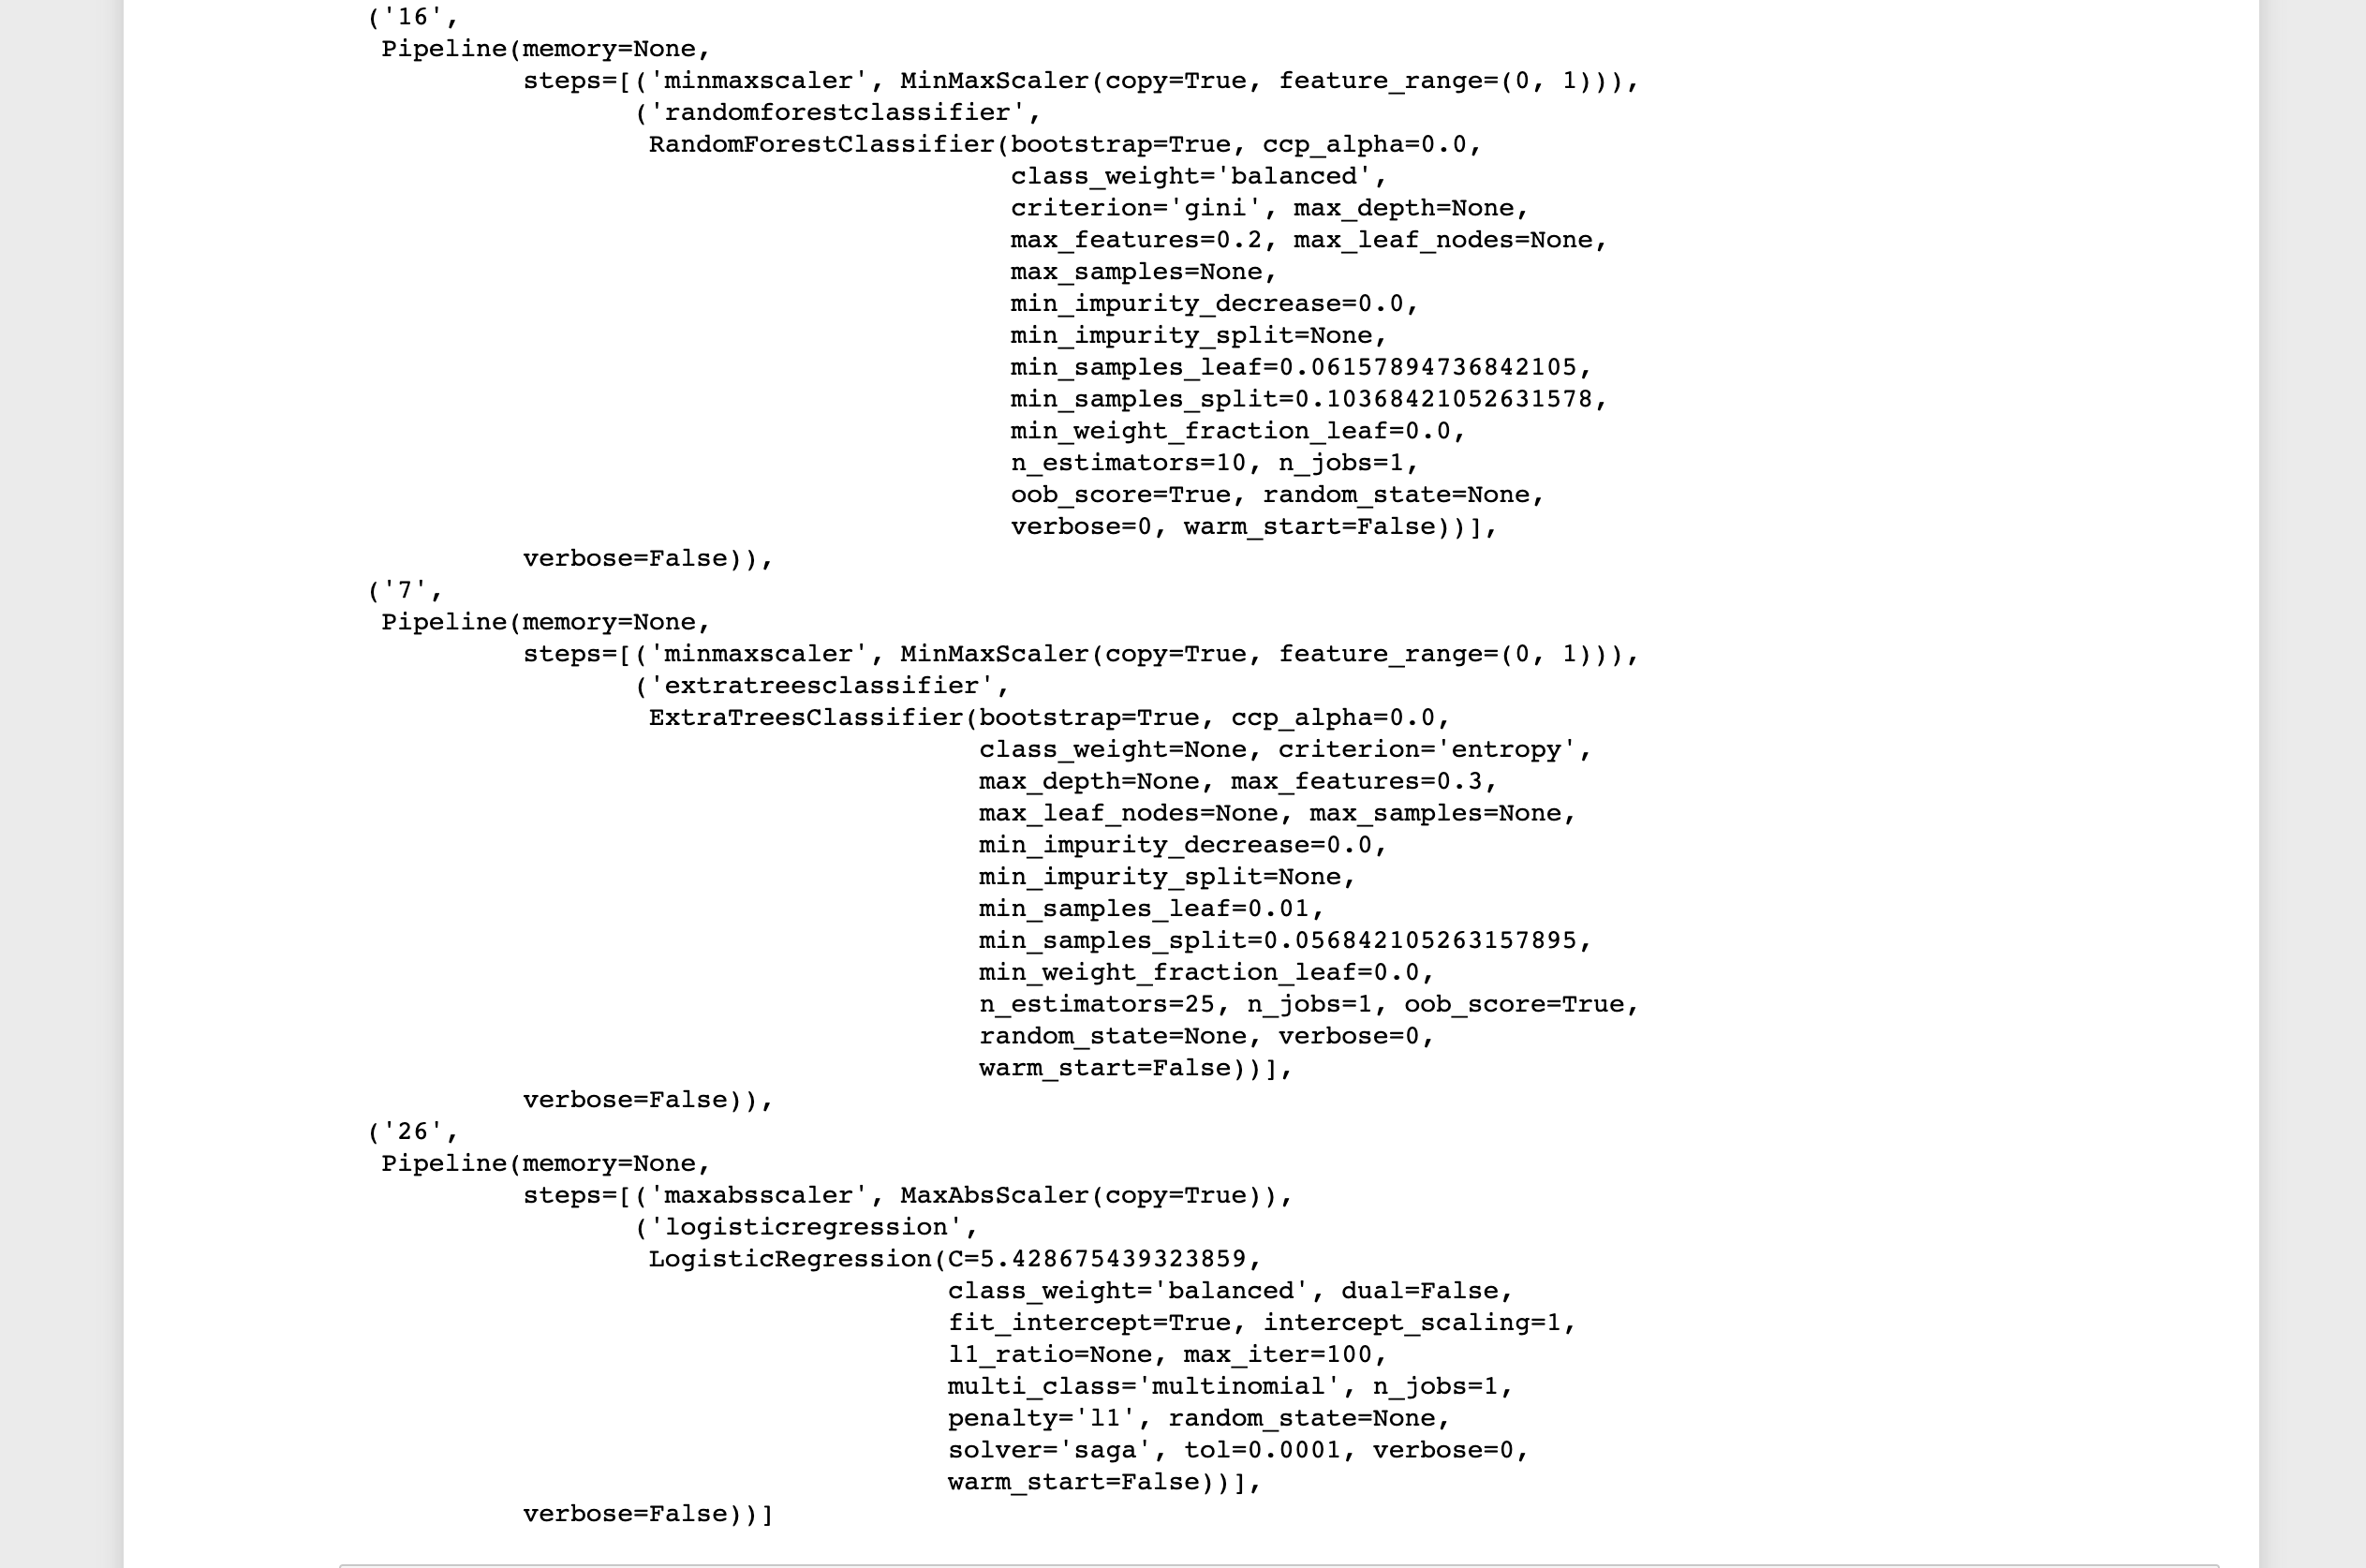 ('16',
Pipeline(memory=None,
steps=[('minmaxscaler', MinMaxScaler(copy=True, feature_range=(0, 1))),
('randomforestclassifier',
RandomForestClassifier(bootstrap=True, ccp_alpha=0.0,
class_weight='balanced',
criterion='gini', max_depth=None,
max_features=0.2, max_leaf_nodes=None,
max_samples=None,
min_impurity_decrease=0.0,
min_impurity_split=None,
min_samples_leaf=0.06157894736842105,
min_samples_split=0.10368421052631578,
min_weight_fraction_leaf=0.0,
n_estimators=10, n_jobs=1,
oob_score=True, random_state=None,
verbose=0, warm_start=False))],
verbose=False)),
('7',
Pipeline(memory=None,
steps=[('minmaxscaler', MinMaxScaler(copy=True, feature_range=(0, 1))),
('extratreesclassifier',
ExtraTreesClassifier(bootstrap=True, ccp_alpha=0.0,
class_weight=None, criterion='entropy',
max_depth=None, max_features=0.3,
max_leaf_nodes=None, max_samples=None,
min_impurity_decrease=0.0,
min_impurity_split=None,
min_samples_leaf=0.01,
min_samples_split=0.056842105263157895,
min_weight_fraction_leaf=0.0,
n_estimators=25, n_jobs=1, oob_score=True,
random_state=None, verbose=0,
warm_start=False))],
verbose=False)),
('26',
Pipeline(memory=None,
steps=[('maxabsscaler', MaxAbsScaler(copy=True)),
('logisticregression',
LogisticRegression(C=5.428675439323859,
class_weight='balanced', dual=False,
fit_intercept=True, intercept_scaling=1,
l1_ratio=None, max_iter=100,
multi_class='multinomial', n_jobs=1,
penalty='l1', random_state=None,
solver='saga', tol=0.0001, verbose=0,
warm_start=False))],
verbose=False))]